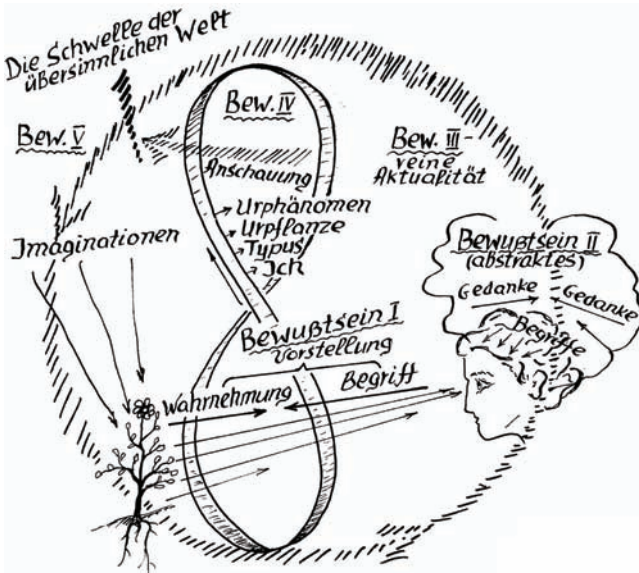 Die Schwelle der
übersinnlichen Welt
Bew. V
Bew. IV
Bew. III -
reine
Aktualität
Anschauung
Urphänomen
Urpflanze
Typus
Ich
Imaginationen
Bewußtsein II
(abstraktes)
Gedanke
Gedanke
Begriffe
Bewußtsein I
Vorstellung
Wahrnehmung
Begriff